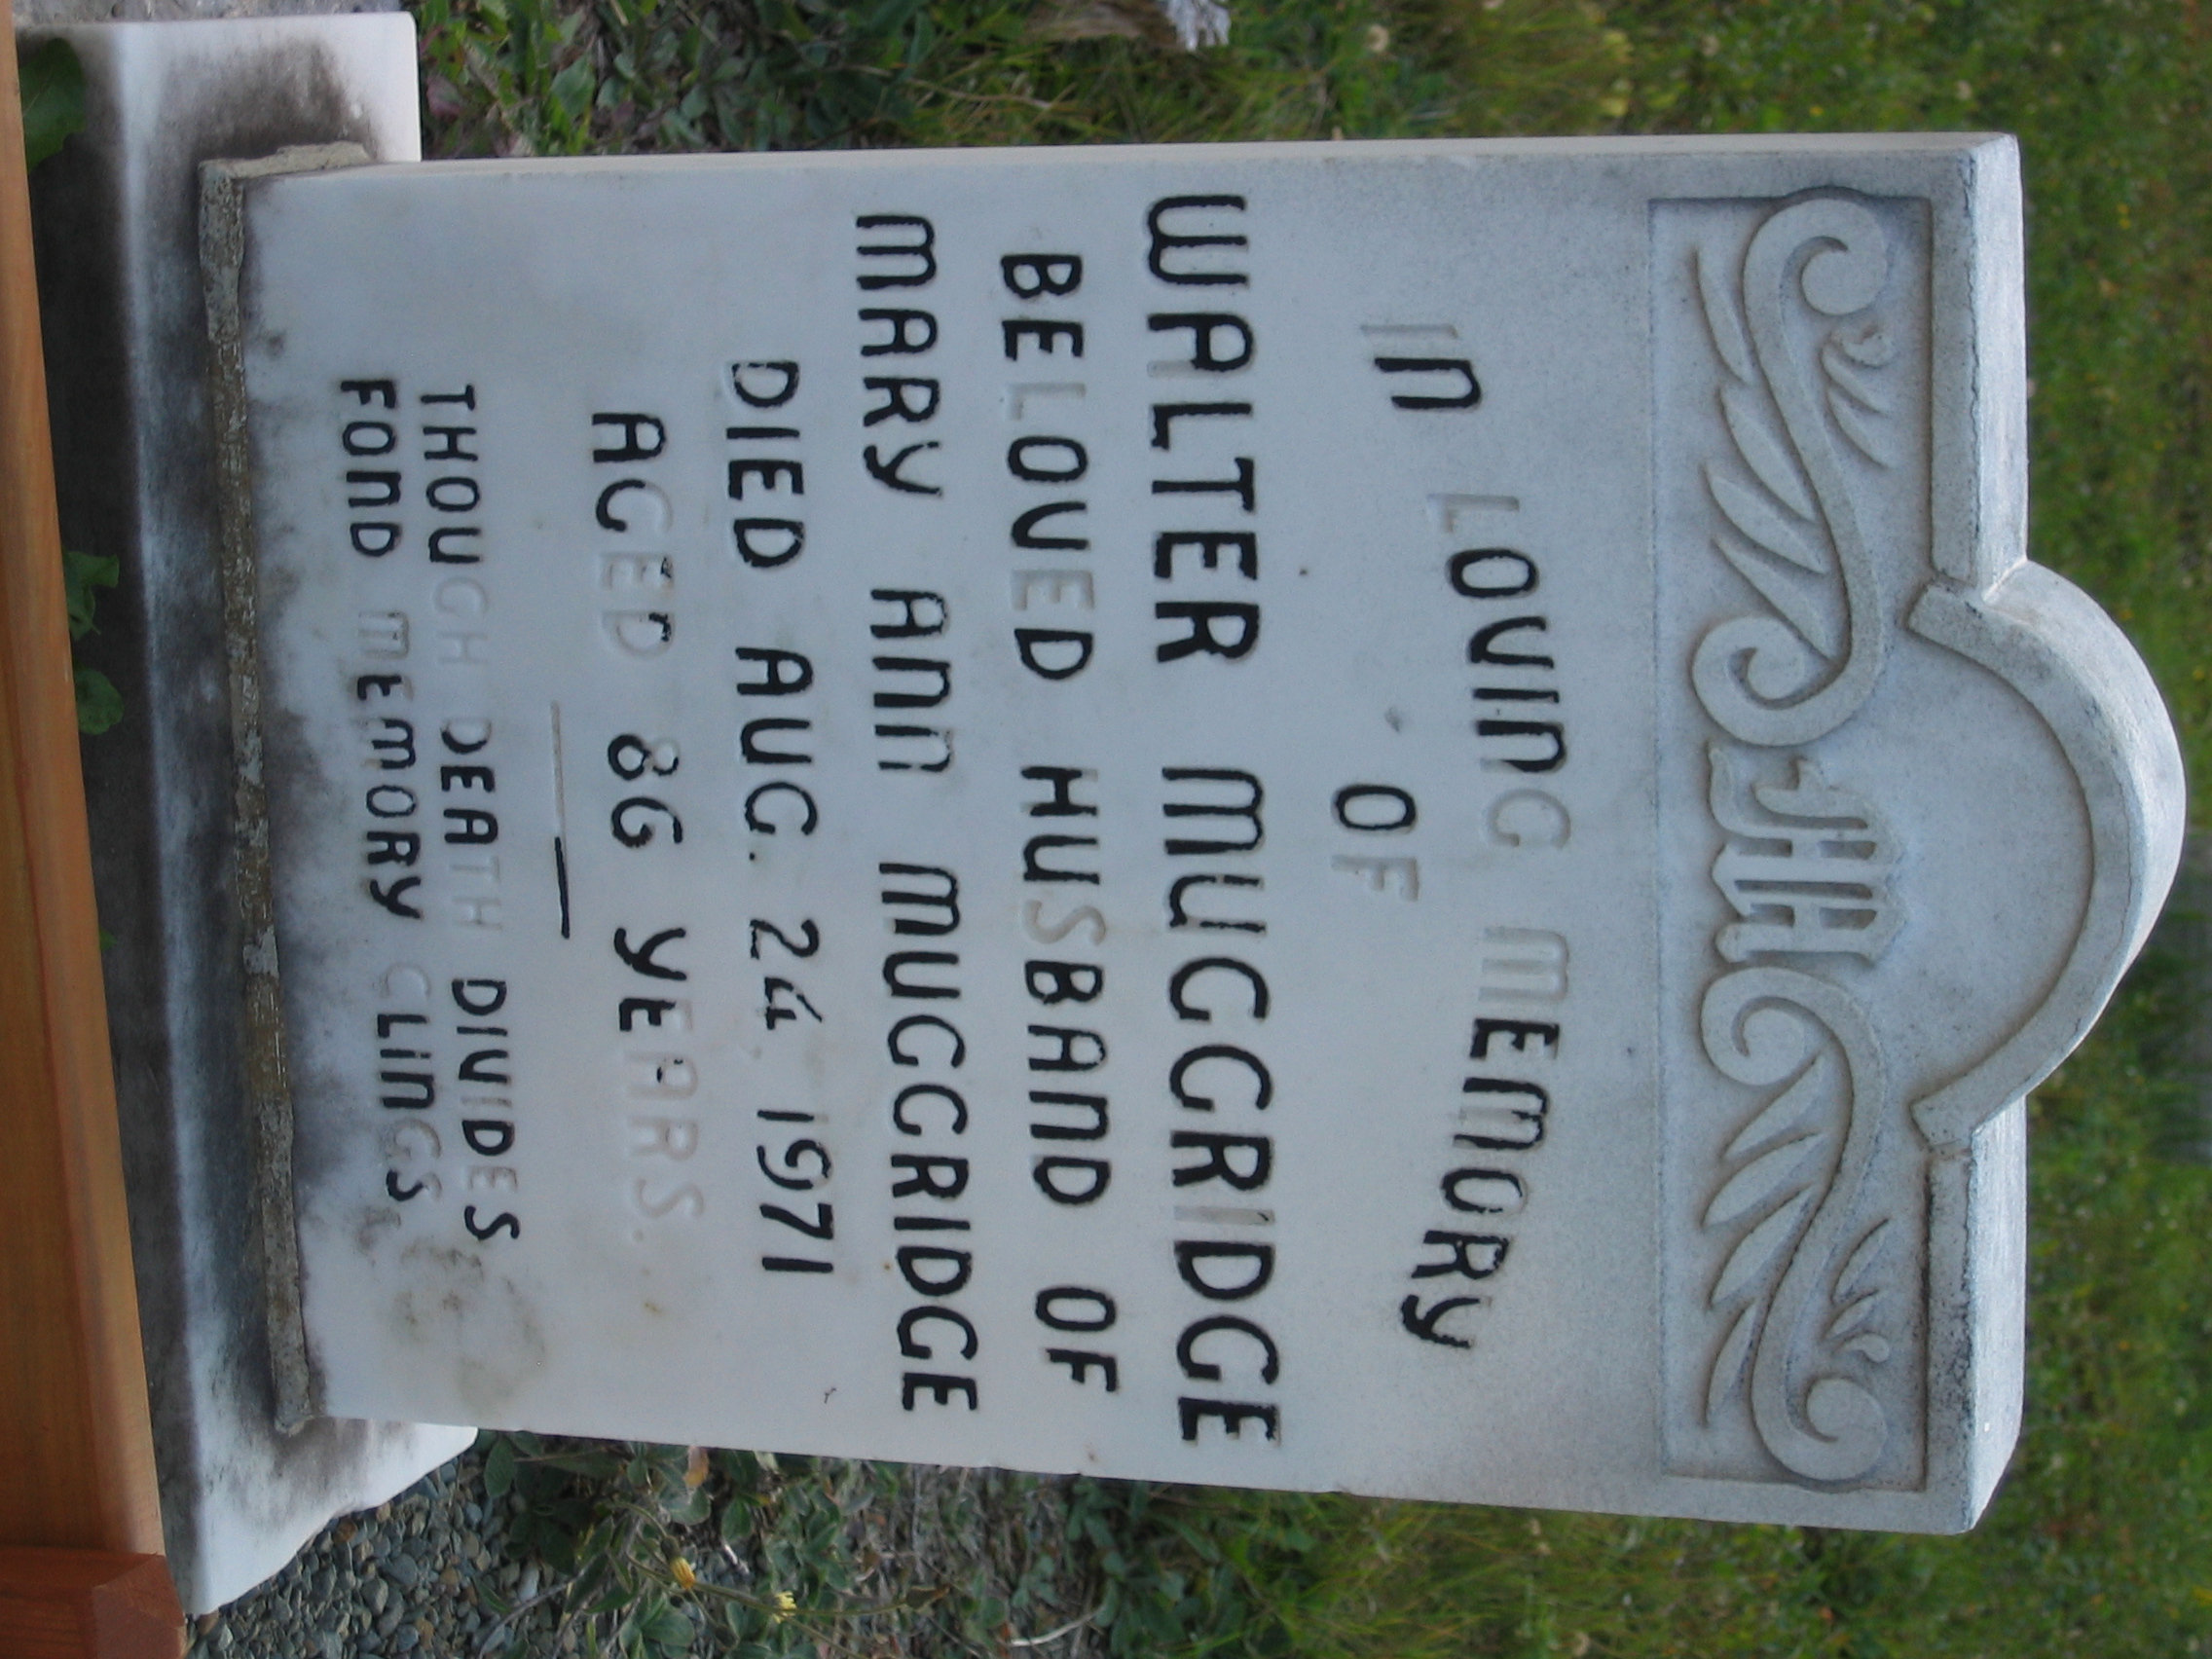 IHS
IN LOVING MEMORY
OF
WALTER MUGGRIDGE
BELOVED HUSBAND OF
MARY ANN MUGGRIDGE
DIED AUG. 24, 1971
AGED 86 YEARS.
THOUGH DEATH DIVIDES
FOND MEMORY CLINGS